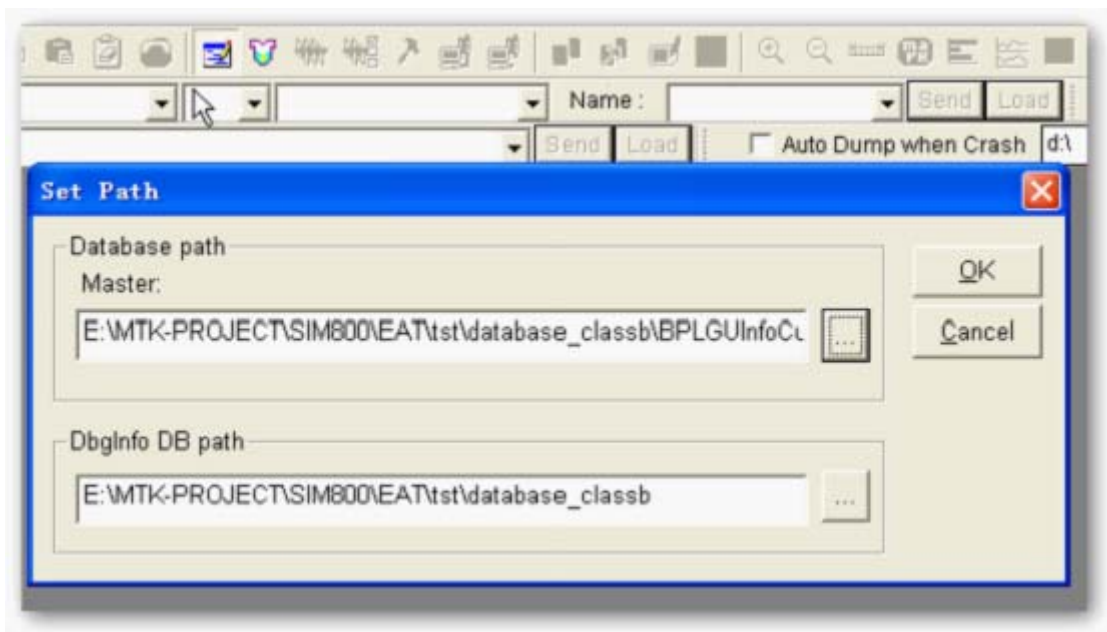 Name :
Send Load
Send Load Auto Dump when Crash d:\
Set Path
Database path
Master:
E:\MTK-PROJECT\SIM800\EAT\tst\database_classb\BPLGUInfoCu
...
OK
Cancel
DbgInfo DB path
E:\MTK-PROJECT\SIM800\EAT\tst\database_classb
...